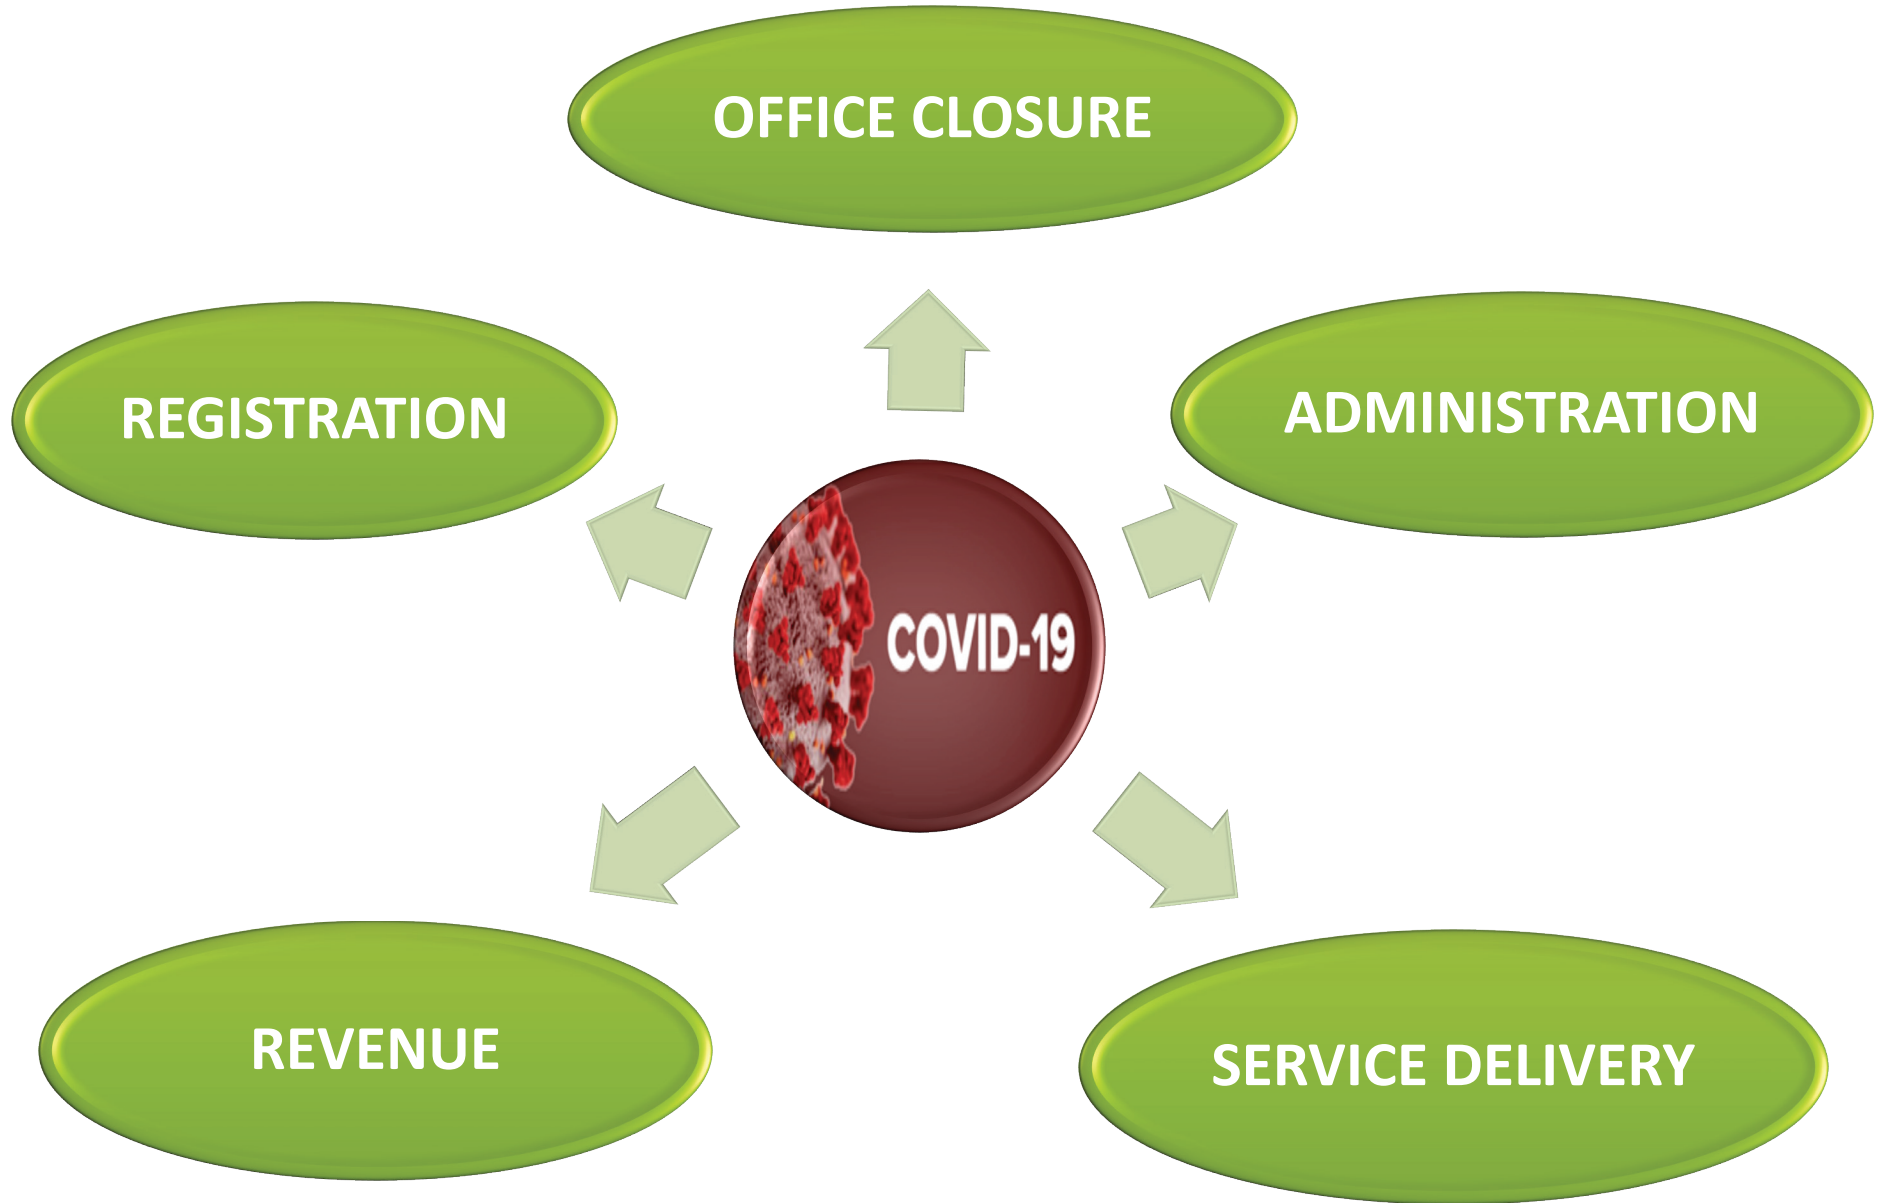 OFFICE CLOSURE
REGISTRATION
ADMINISTRATION
COVID-19
REVENUE
SERVICE DELIVERY